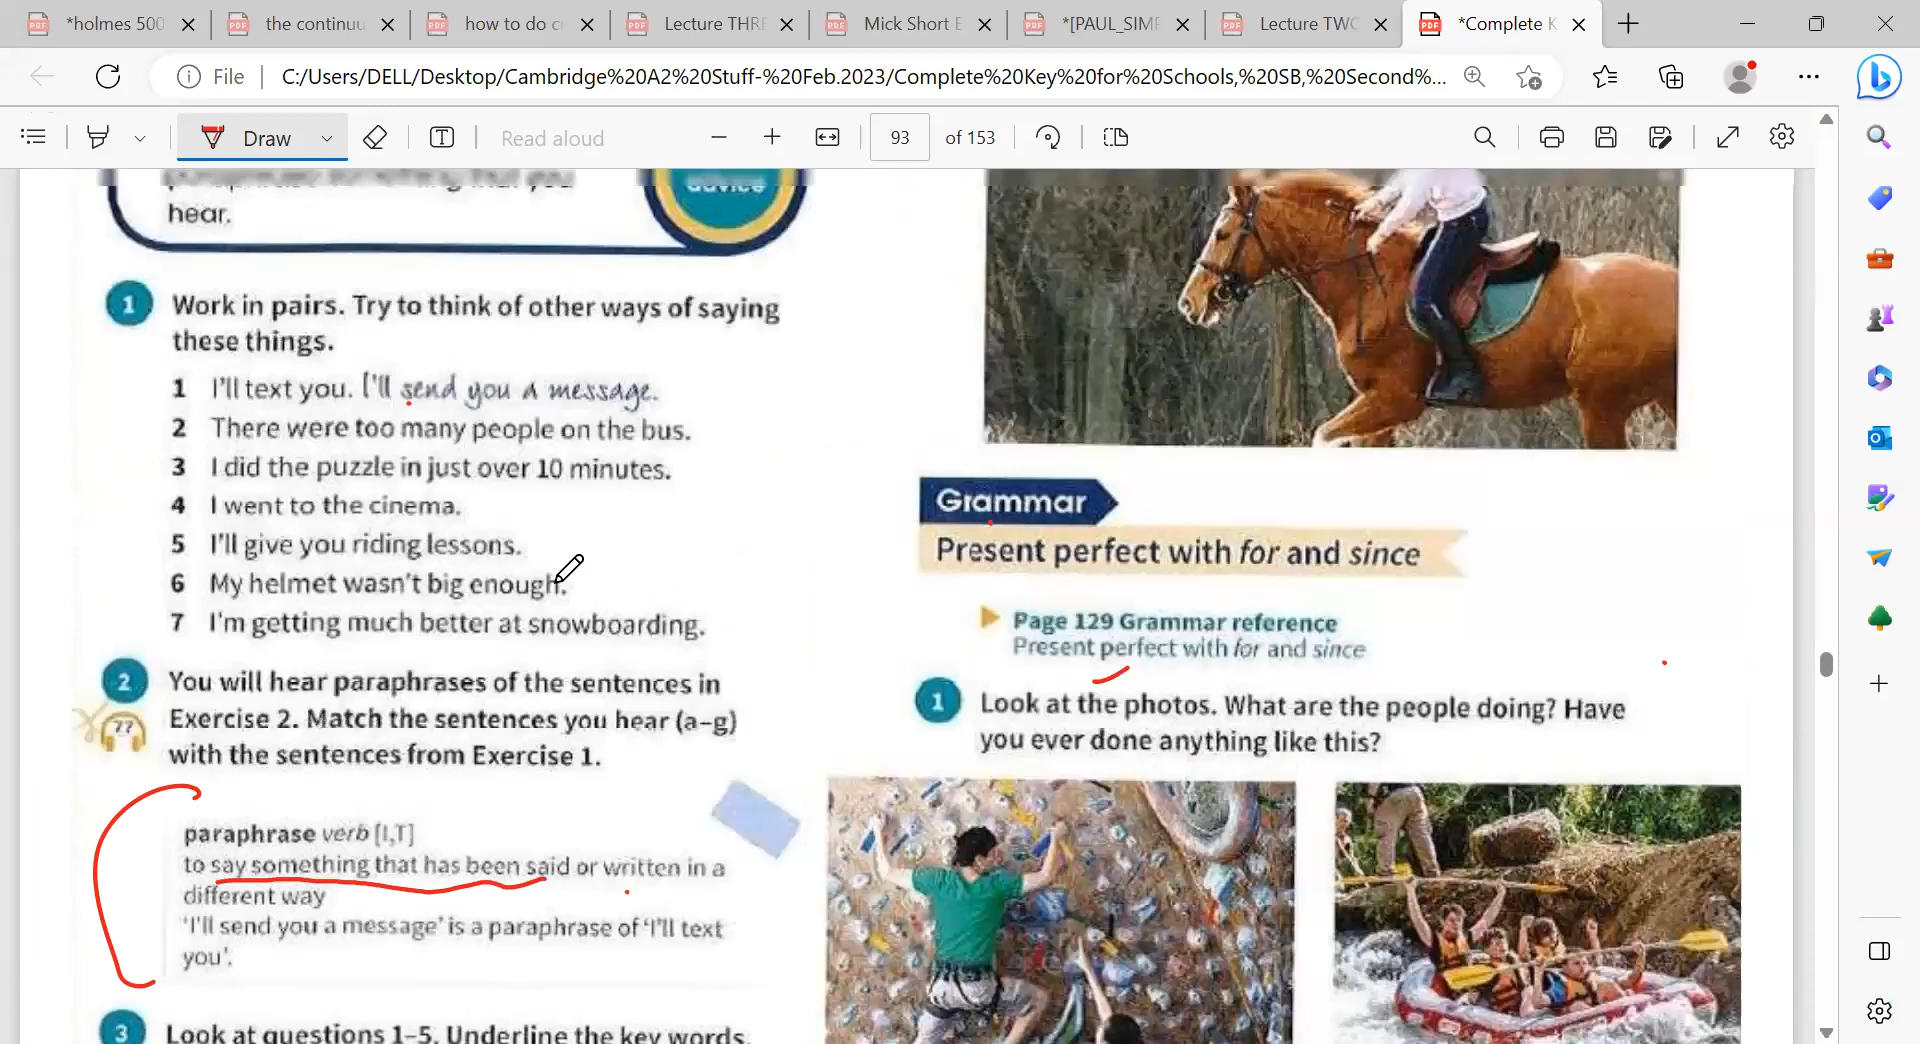 *holmes 500
the continu
how to do c
Lecture THRE
Mick Short E
*[PAUL_SIMP
Lecture TWO
*Complete K
File
C:/Users/DELL/Desktop/Cambridge%20A2%20Stuff-%20Feb.2023/Complete%20Key%20for%20Schools,%20SB,%20Second%...
Draw
Read aloud
93
of 153
hear.
advice
1 Work in pairs. Try to think of other ways of saying
these things.
1 I'll text you. I'll send you a message.
2 There were too many people on the bus.
3 I did the puzzle in just over 10 minutes.
4 I went to the cinema.
5 I'll give you riding lessons.
6 My helmet wasn't big enough.
7 I'm getting much better at snowboarding.
2 You will hear paraphrases of the sentences in
Exercise 2. Match the sentences you hear (a–g)
77
with the sentences from Exercise 1.
paraphrase verb [I,T]
to say something that has been said or written in a
different way
'I'll send you a message' is a paraphrase of 'I'll text
you'.
3 Look at questions 1–5. Underline the key words.
Grammar
Present perfect with for and since
Page 129 Grammar reference
Present perfect with for and since
1 Look at the photos. What are the people doing? Have
you ever done anything like this?